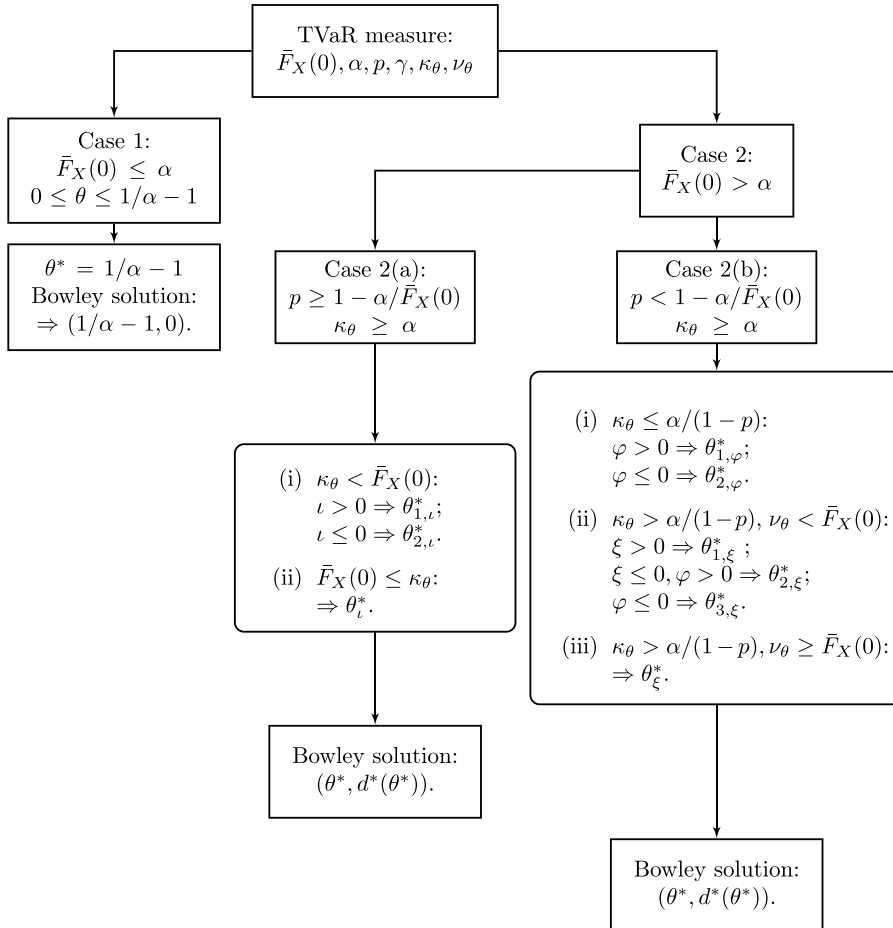 TVaR measure:
F̄_X(0), α, p, γ, κ_θ, ν_θ
Case 1:
F̄_X(0) ≤ α
0 ≤ θ ≤ 1/α − 1
θ* = 1/α − 1
Bowley solution:
⇒ (1/α − 1, 0).
Case 2:
F̄_X(0) > α
Case 2(a):
p ≥ 1 − α/F̄_X(0)
κ_θ ≥ α
(i) κ_θ < F̄_X(0):
ι > 0 ⇒ θ*_{1,ι};
ι ≤ 0 ⇒ θ*_{2,ι}.
(ii) F̄_X(0) ≤ κ_θ:
⇒ θ*_ι.
Bowley solution:
(θ*, d*(θ*)).
Case 2(b):
p < 1 − α/F̄_X(0)
κ_θ ≥ α
(i) κ_θ ≤ α/(1 − p):
φ > 0 ⇒ θ*_{1,φ};
φ ≤ 0 ⇒ θ*_{2,φ}.
(ii) κ_θ > α/(1−p), ν_θ < F̄_X(0):
ξ > 0 ⇒ θ*_{1,ξ} ;
ξ ≤ 0, φ > 0 ⇒ θ*_{2,ξ};
φ ≤ 0 ⇒ θ*_{3,ξ}.
(iii) κ_θ > α/(1−p), ν_θ ≥ F̄_X(0):
⇒ θ*_ξ.
Bowley solution:
(θ*, d*(θ*)).